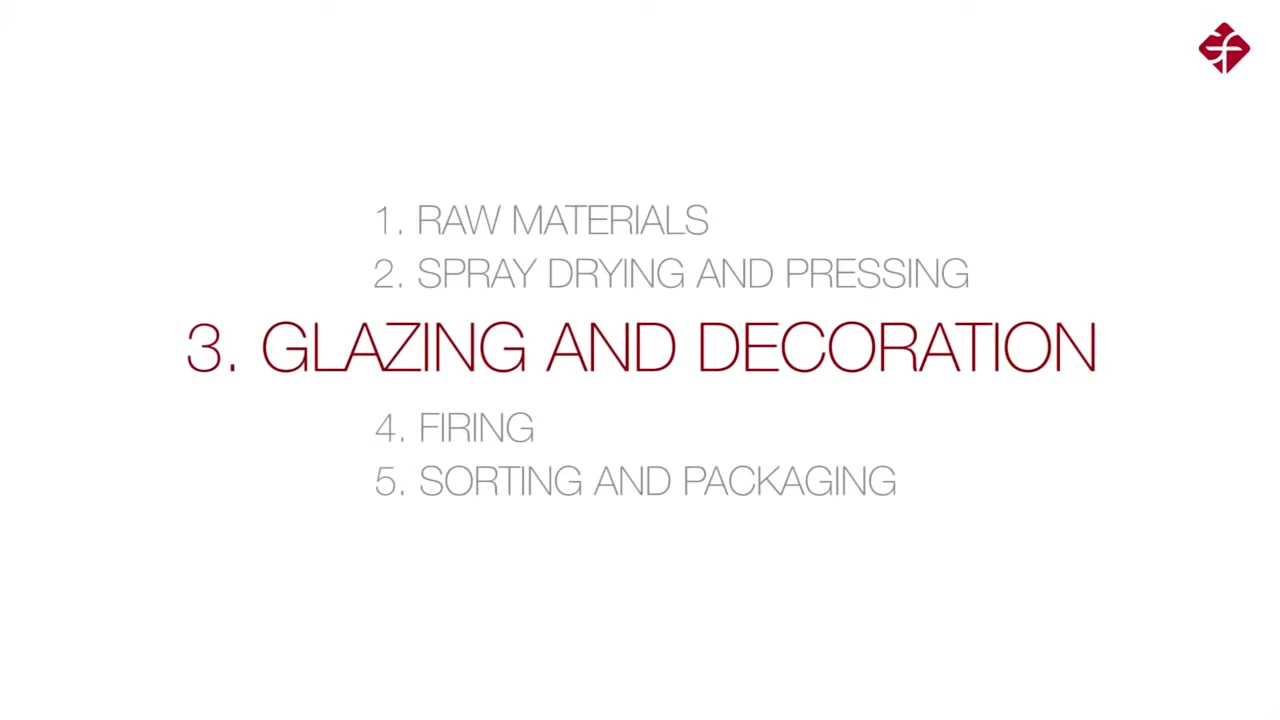 1. RAW MATERIALS
2. SPRAY DRYING AND PRESSING
3. GLAZING AND DECORATION
4. FIRING
5. SORTING AND PACKAGING